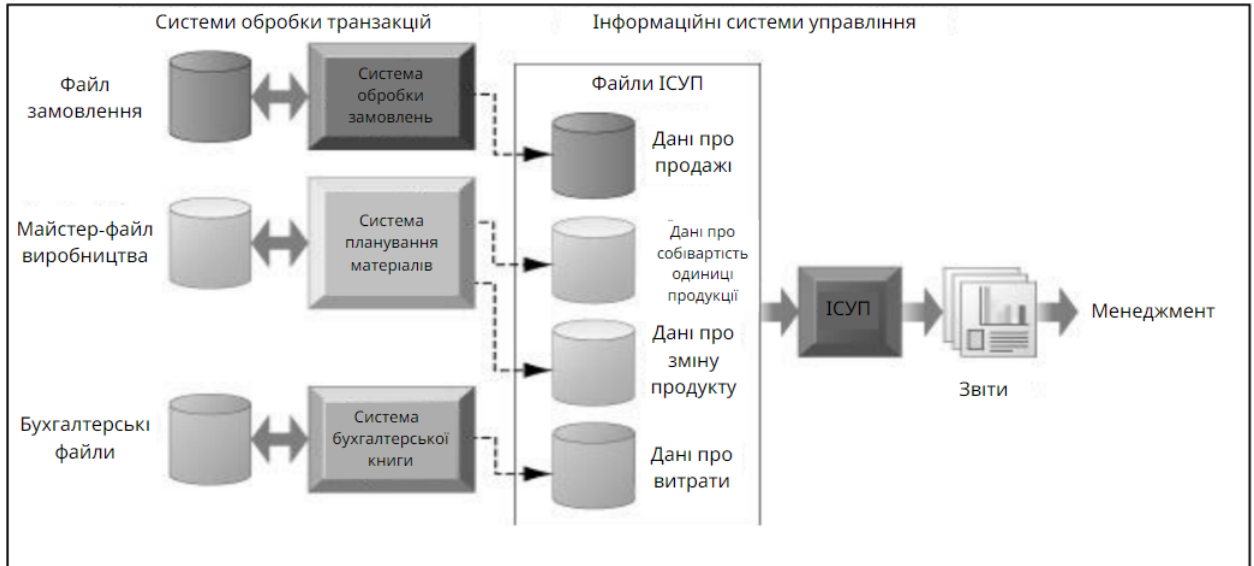 Системи обробки транзакцій
Інформаційні системи управління
Файл
замовлення
Система
обробки
замовлень
Файли ІСУП
Дані про
продажі
Майстер-файл
виробництва
Система
планування
матеріалів
Дані про
собівартість
одиниці
продукції
ІСУП
Менеджмент
Дані про
зміну
продукту
Звіти
Бухгалтерські
файли
Система
бухгалтерської
книги
Дані про
витрати